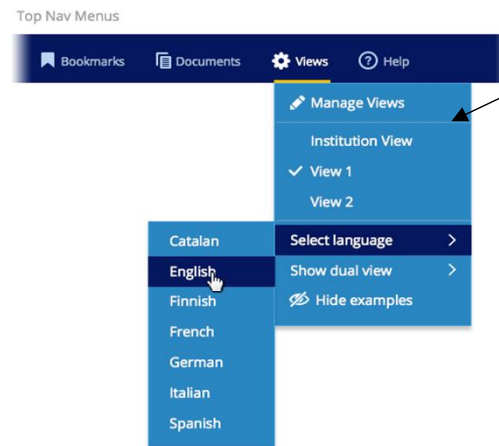 Top Nav Menus
Bookmarks Documents Views Help
Manage Views
Institution View
View 1
View 2
Select language
Show dual view
Hide examples
Catalan
English
Finnish
French
German
Italian
Spanish